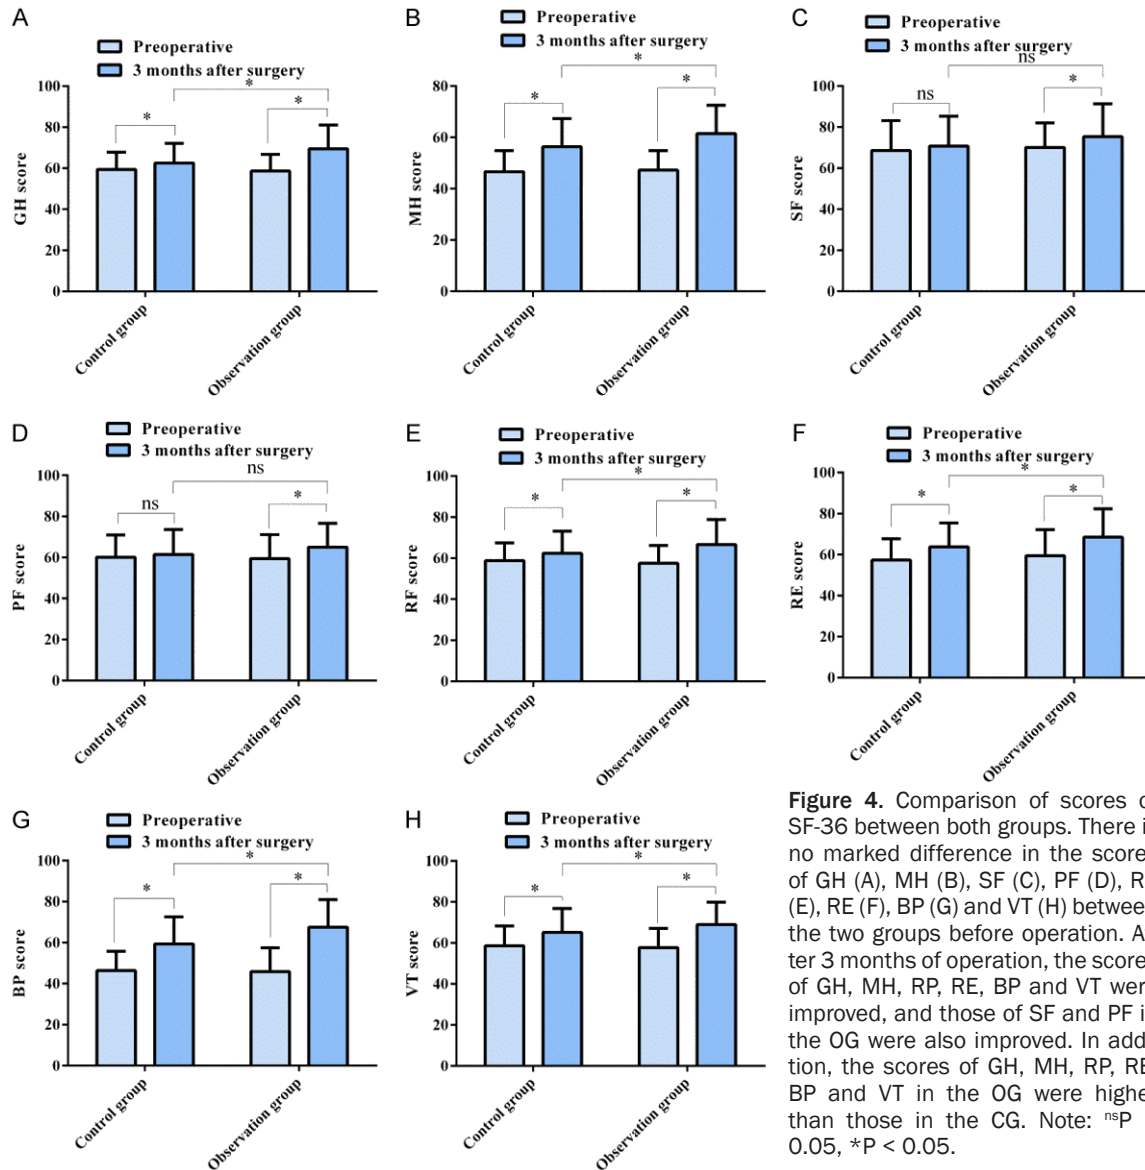 A
Preoperative
3 months after surgery
GH score
100
80
60
40
20
0
*
*
*
Control group
Observation group
B
Preoperative
3 months after surgery
MH score
80
60
40
20
0
*
*
*
Control group
Observation group
C
Preoperative
3 months after surgery
SF score
100
80
60
40
20
0
ns
ns
*
Control group
Observation group
D
Preoperative
3 months after surgery
PF score
100
80
60
40
20
0
ns
ns
*
Control group
Observation group
E
Preoperative
3 months after surgery
RF score
100
80
60
40
20
0
*
*
*
Control group
Observation group
F
Preoperative
3 months after surgery
RE score
100
80
60
40
20
0
*
*
*
Control group
Observation group
G
Preoperative
3 months after surgery
BP score
100
80
60
40
20
0
*
*
*
Control group
Observation group
H
Preoperative
3 months after surgery
VT score
100
80
60
40
20
0
*
*
*
Control group
Observation group
Figure 4. Comparison of scores o
SF-36 between both groups. There i
no marked difference in the score
of GH (A), MH (B), SF (C), PF (D), R
(E), RE (F), BP (G) and VT (H) between
the two groups before operation. A
ter 3 months of operation, the score
of GH, MH, RP, RE, BP and VT wer
improved, and those of SF and PF i
the OG were also improved. In add
tion, the scores of GH, MH, RP, RE
BP and VT in the OG were highe
than those in the CG. Note: nsP
0.05, *P < 0.05.